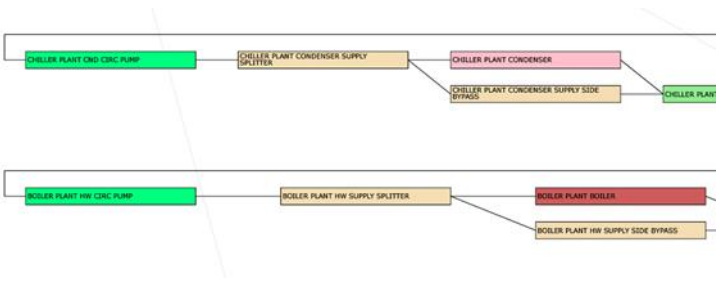 CHILLER PLANT CND CIRC PUMP
CHILLER PLANT CONDENSER SUPPLY
SPLITTER
CHILLER PLANT CONDENSER
CHILLER PLANT CONDENSER SUPPLY SIDE
BYPASS
CHILLER PLANT
BOILER PLANT HW CIRC PUMP
BOILER PLANT HW SUPPLY SPLITTER
BOILER PLANT BOILER
BOILER PLANT HW SUPPLY SIDE BYPASS